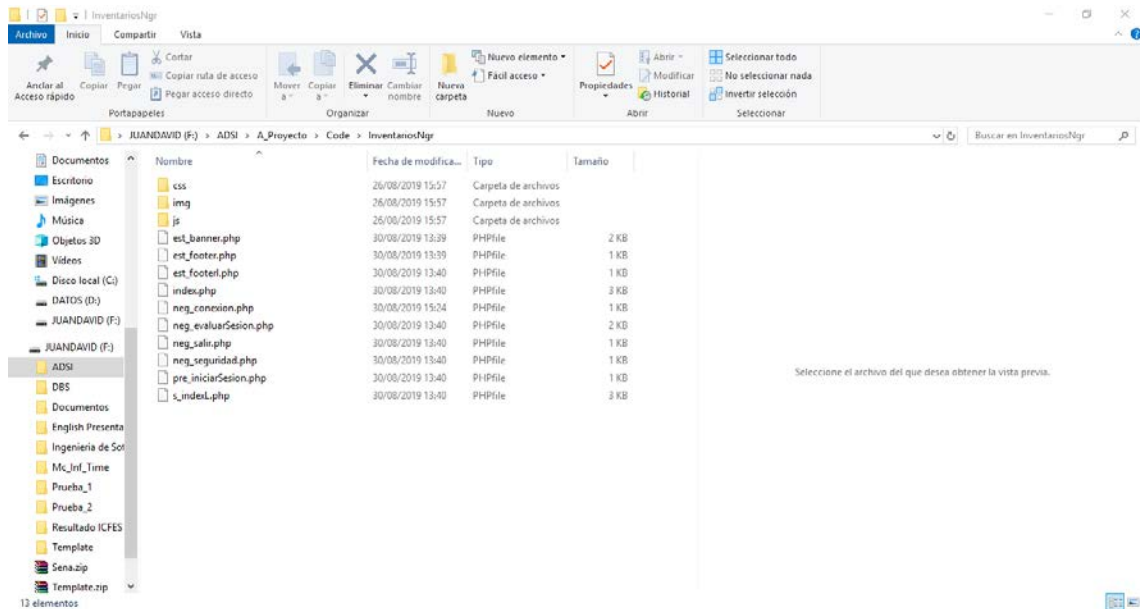 InventariosNgr
Archivo Inicio Compartir Vista
Anclar al Acceso rápido
Copiar
Pegar
Cortar
Copiar ruta de acceso
Pegar acceso directo
Portapapeles
Mover a
Copiar a
Eliminar
Cambiar nombre
Organizar
Nueva carpeta
Nuevo elemento
Fácil acceso
Nuevo
Propiedades
Abrir
Modificar
Historial
Abrir
Seleccionar todo
No seleccionar nada
Invertir selección
Seleccionar
> JUANDAVID (F:) > ADSI > A_Proyecto > Code > InventariosNgr
Buscar en InventariosNgr
Documentos
Escritorio
Imágenes
Música
Objetos 3D
Vídeos
Disco local (C:)
DATOS (D:)
JUANDAVID (F:)
JUANDAVID (F:)
ADSI
DBS
Documentos
English Presenta
Ingenieria de Sof
Mc_Inf_Time
Prueba_1
Prueba_2
Resultado ICFES
Template
Sena.zip
Template.zip
Nombre Fecha de modifica... Tipo Tamaño
css 26/08/2019 15:57 Carpeta de archivos
img 26/08/2019 15:57 Carpeta de archivos
js 26/08/2019 15:57 Carpeta de archivos
est_banner.php 30/08/2019 13:39 PHPfile 2 KB
est_footer.php 30/08/2019 13:39 PHPfile 1 KB
est_footerl.php 30/08/2019 13:40 PHPfile 1 KB
index.php 30/08/2019 13:40 PHPfile 3 KB
neg_conexion.php 30/08/2019 15:24 PHPfile 1 KB
neg_evaluarSesion.php 30/08/2019 13:40 PHPfile 2 KB
neg_salir.php 30/08/2019 13:40 PHPfile 1 KB
neg_seguridad.php 30/08/2019 13:40 PHPfile 1 KB
pre_iniciarSesion.php 30/08/2019 13:40 PHPfile 1 KB
s_indexL.php 30/08/2019 13:40 PHPfile 3 KB
Seleccione el archivo del que desea obtener la vista previa.
13 elementos